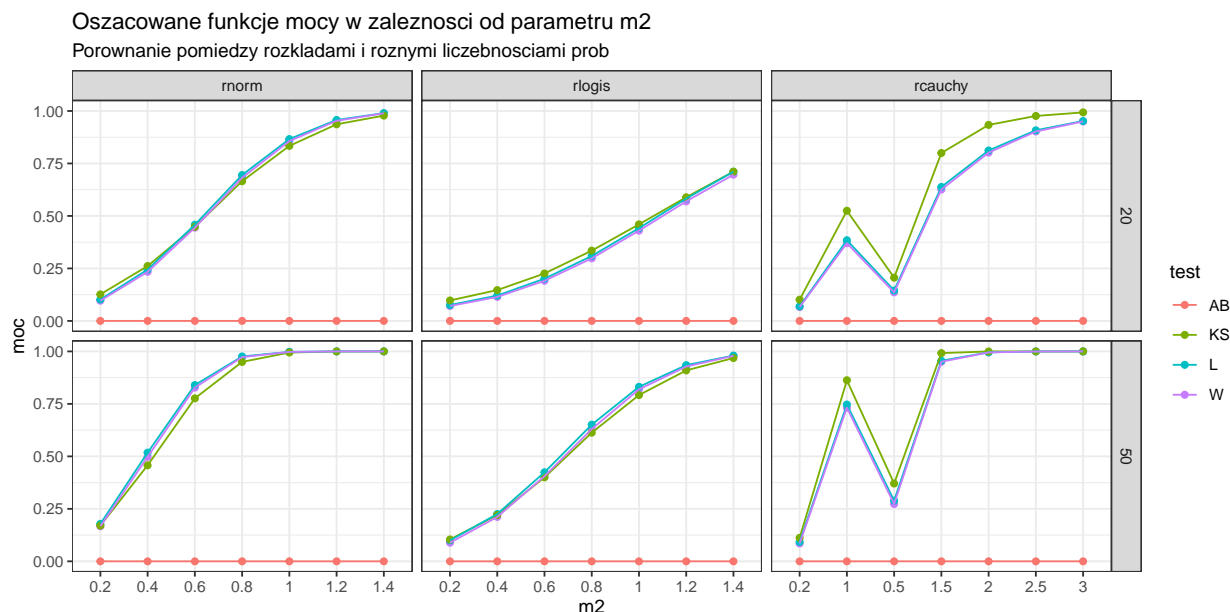 Oszacowane funkcje mocy w zaleznosci od parametru m2
Porownanie pomiedzy rozkladami i roznymi liczebnosciami prob
rnorm rlogis rcauchy
1.00
0.75
0.50
0.25
0.00
20
1.00
0.75
0.50
0.25
0.00
50
moc
0.2 0.4 0.6 0.8 1 1.2 1.4 0.2 0.4 0.6 0.8 1 1.2 1.4 0.2 1 0.5 1.5 2 2.5 3
m2
test
AB
KS
L
W